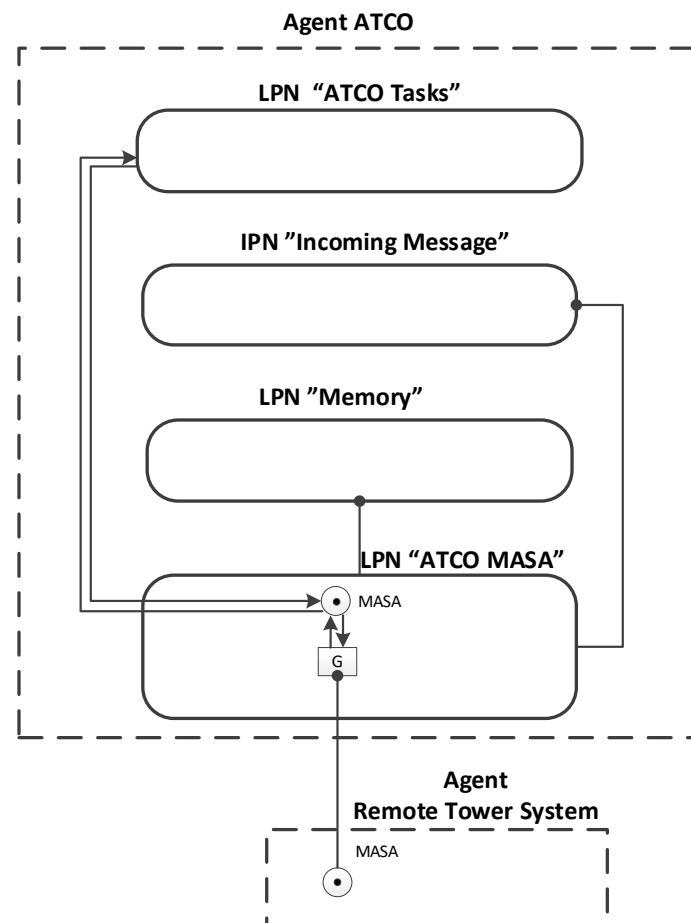 Agent ATCO
LPN “ATCO Tasks”
IPN ”Incoming Message”
LPN ”Memory”
LPN “ATCO MASA”
MASA
G
Agent
Remote Tower System
MASA